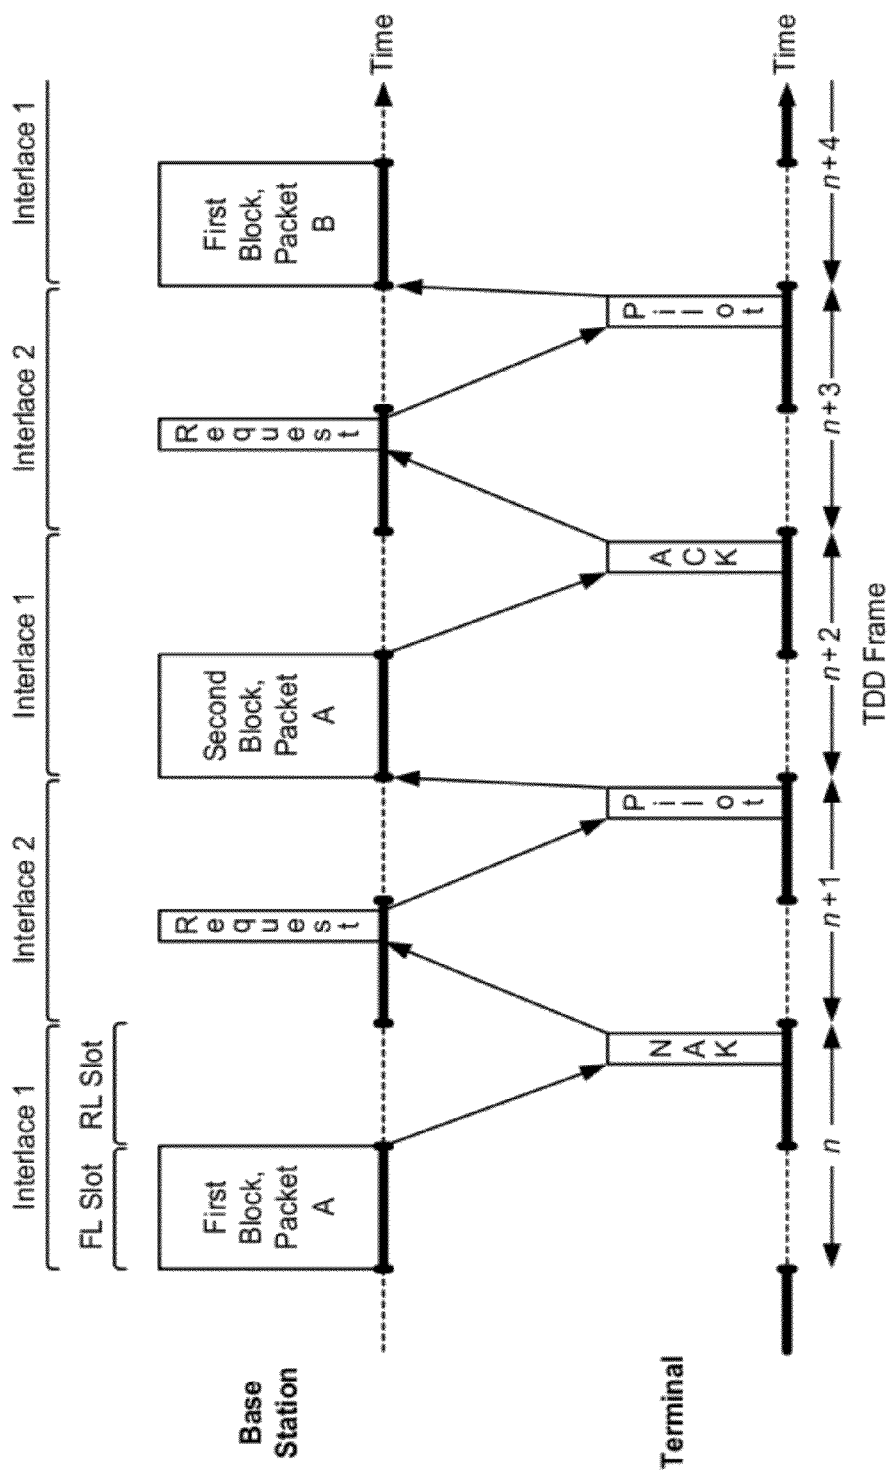 Interlace 1
Interlace 2
Interlace 1
Interlace 2
Interlace 1
FL Slot
RL Slot
Base
Station
First
Block,
Packet
A
Request
Second
Block,
Packet
A
Request
First
Block,
Packet
B
Time
Terminal
NAK
Pilot
ACK
Pilot
Time
n
n+1
n+2
n+3
n+4
TDD Frame